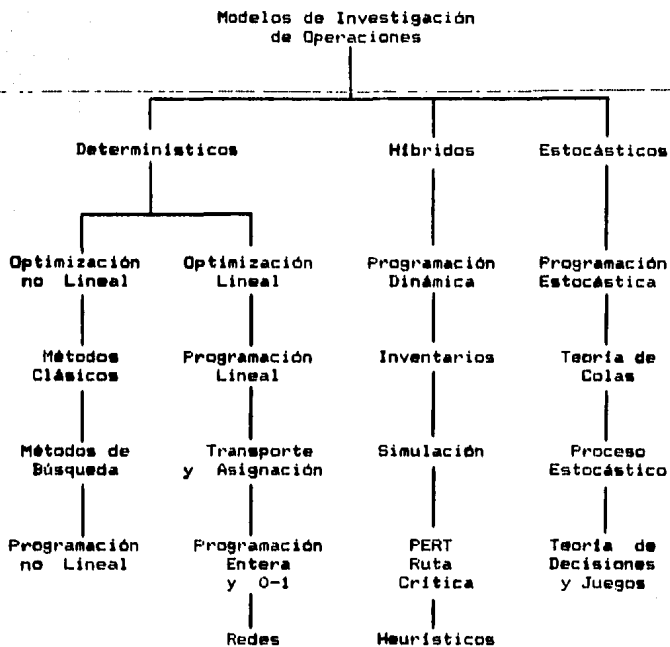 Modelos de Investigación
de Operaciones
Determinísticos
Híbridos
Estocásticos
Optimización
no Lineal
Optimización
Lineal
Programación
Dinámica
Programación
Estocástica
Métodos
Clásicos
Programación
Lineal
Inventarios
Teoría de
Colas
Métodos de
Búsqueda
Transporte
y Asignación
Simulación
Proceso
Estocástico
Programación
no Lineal
Programación
Entera
y 0-1
PERT
Ruta
Crítica
Teoría de
Decisiones
y Juegos
Redes
Heurísticos